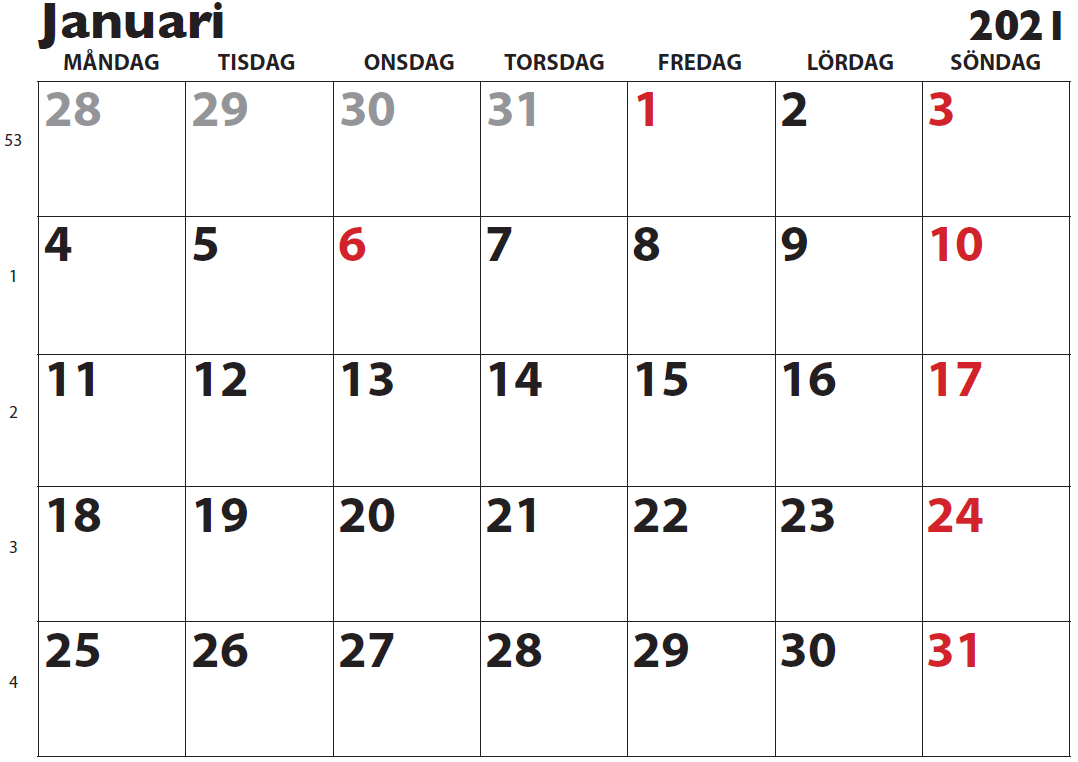 Januari 2021
MÅNDAG TISDAG ONSDAG TORSDAG FREDAG LÖRDAG SÖNDAG
53 28 29 30 31 1 2 3
1 4 5 6 7 8 9 10
2 11 12 13 14 15 16 17
3 18 19 20 21 22 23 24
4 25 26 27 28 29 30 31